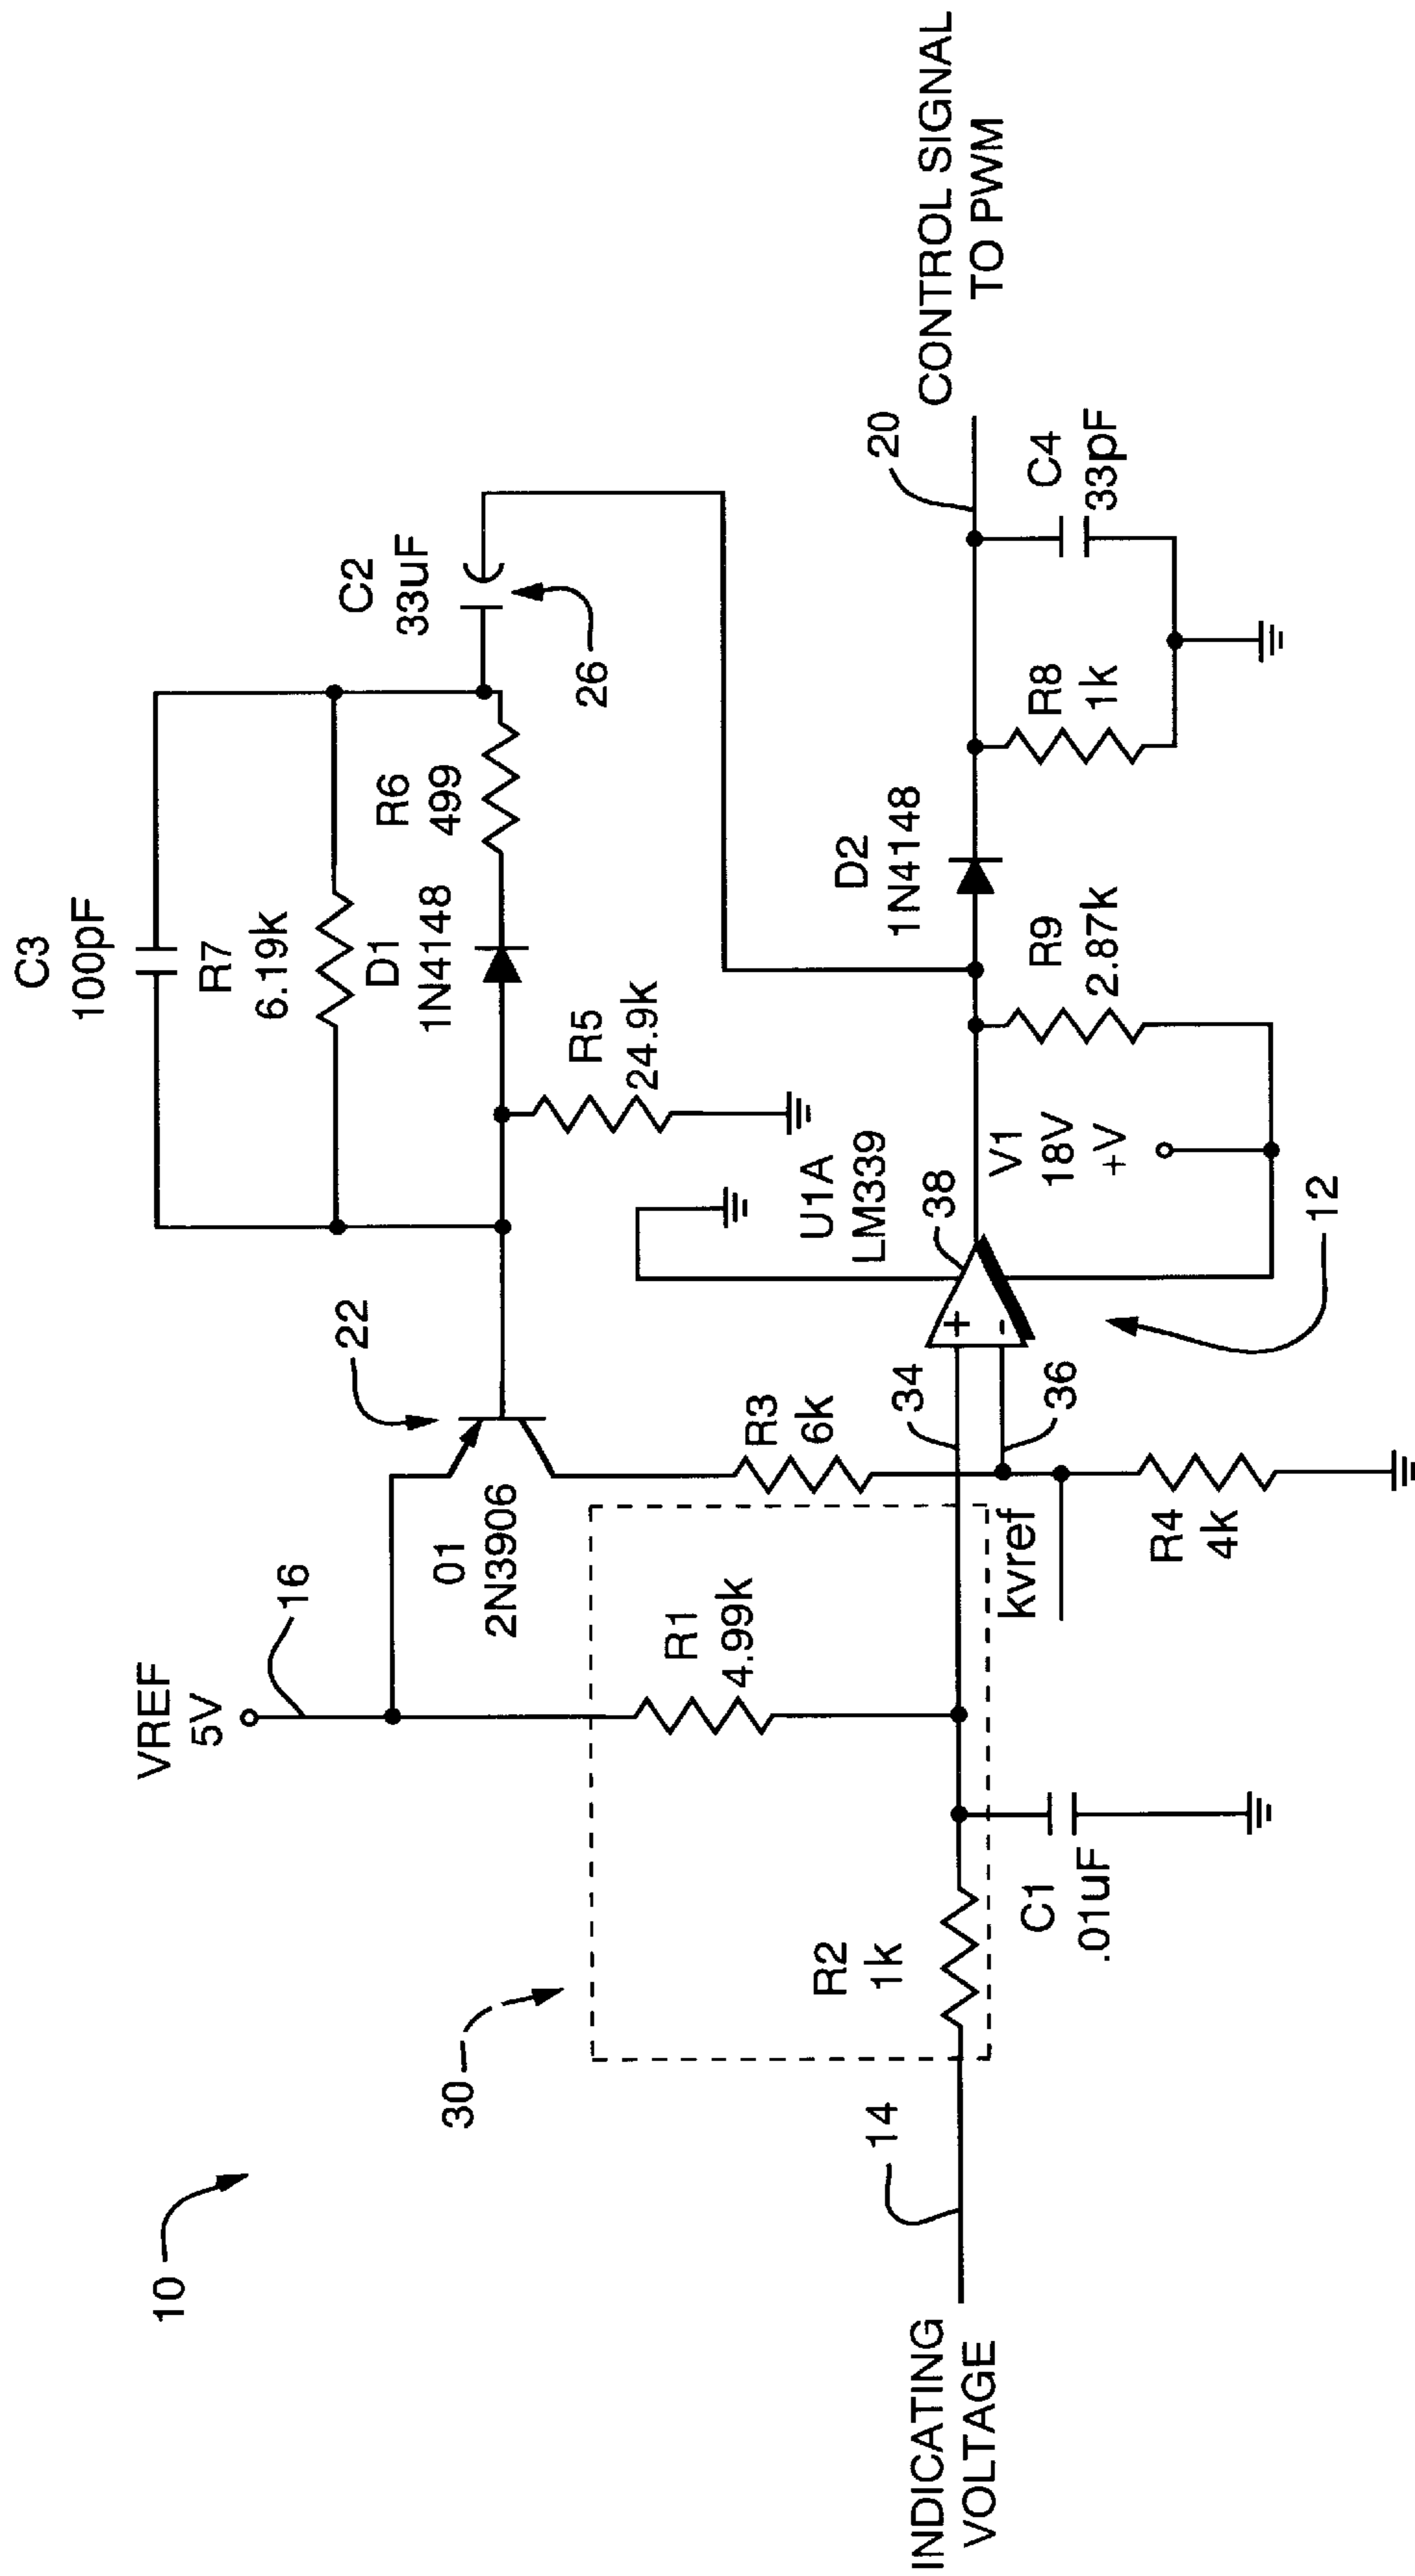 10
30
VREF
5V
16
01
2N3906
22
C3
100pF
R7
6.19k
D1
1N4148
R6
499
C2
33uF
26
R5
24.9k
R1
4.99k
R2
1k
R3
6k
34
36
kvref
R4
4k
C1
.01uF
14
INDICATING
VOLTAGE
U1A
LM339
38
+
-
V1
18V
+V
12
R9
2.87k
D2
1N4148
R8
1k
C4
33pF
20
CONTROL SIGNAL
TO PWM